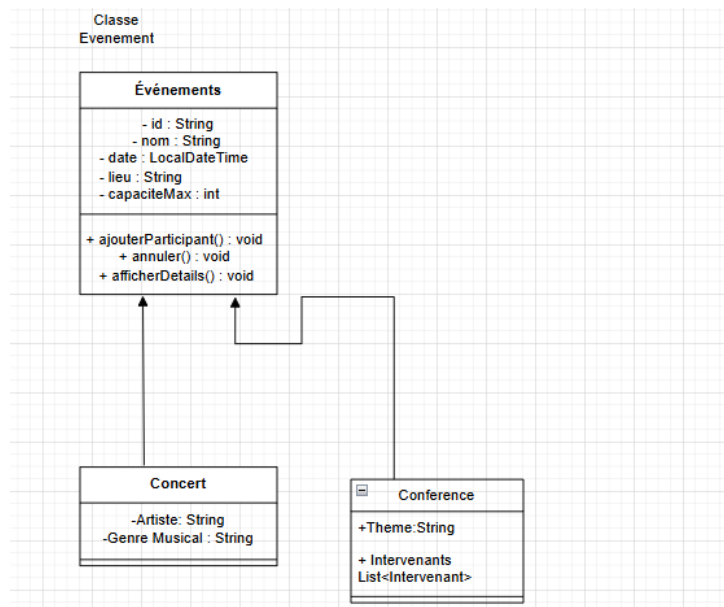 Classe
Evenement
Événements
- id : String
- nom : String
- date : LocalDateTime
- lieu : String
- capaciteMax : int
+ ajouterParticipant() : void
+ annuler() : void
+ afficherDetails() : void
Concert
-Artiste: String
-Genre Musical : String
Conference
+Theme:String
+ Intervenants
List<Intervenant>